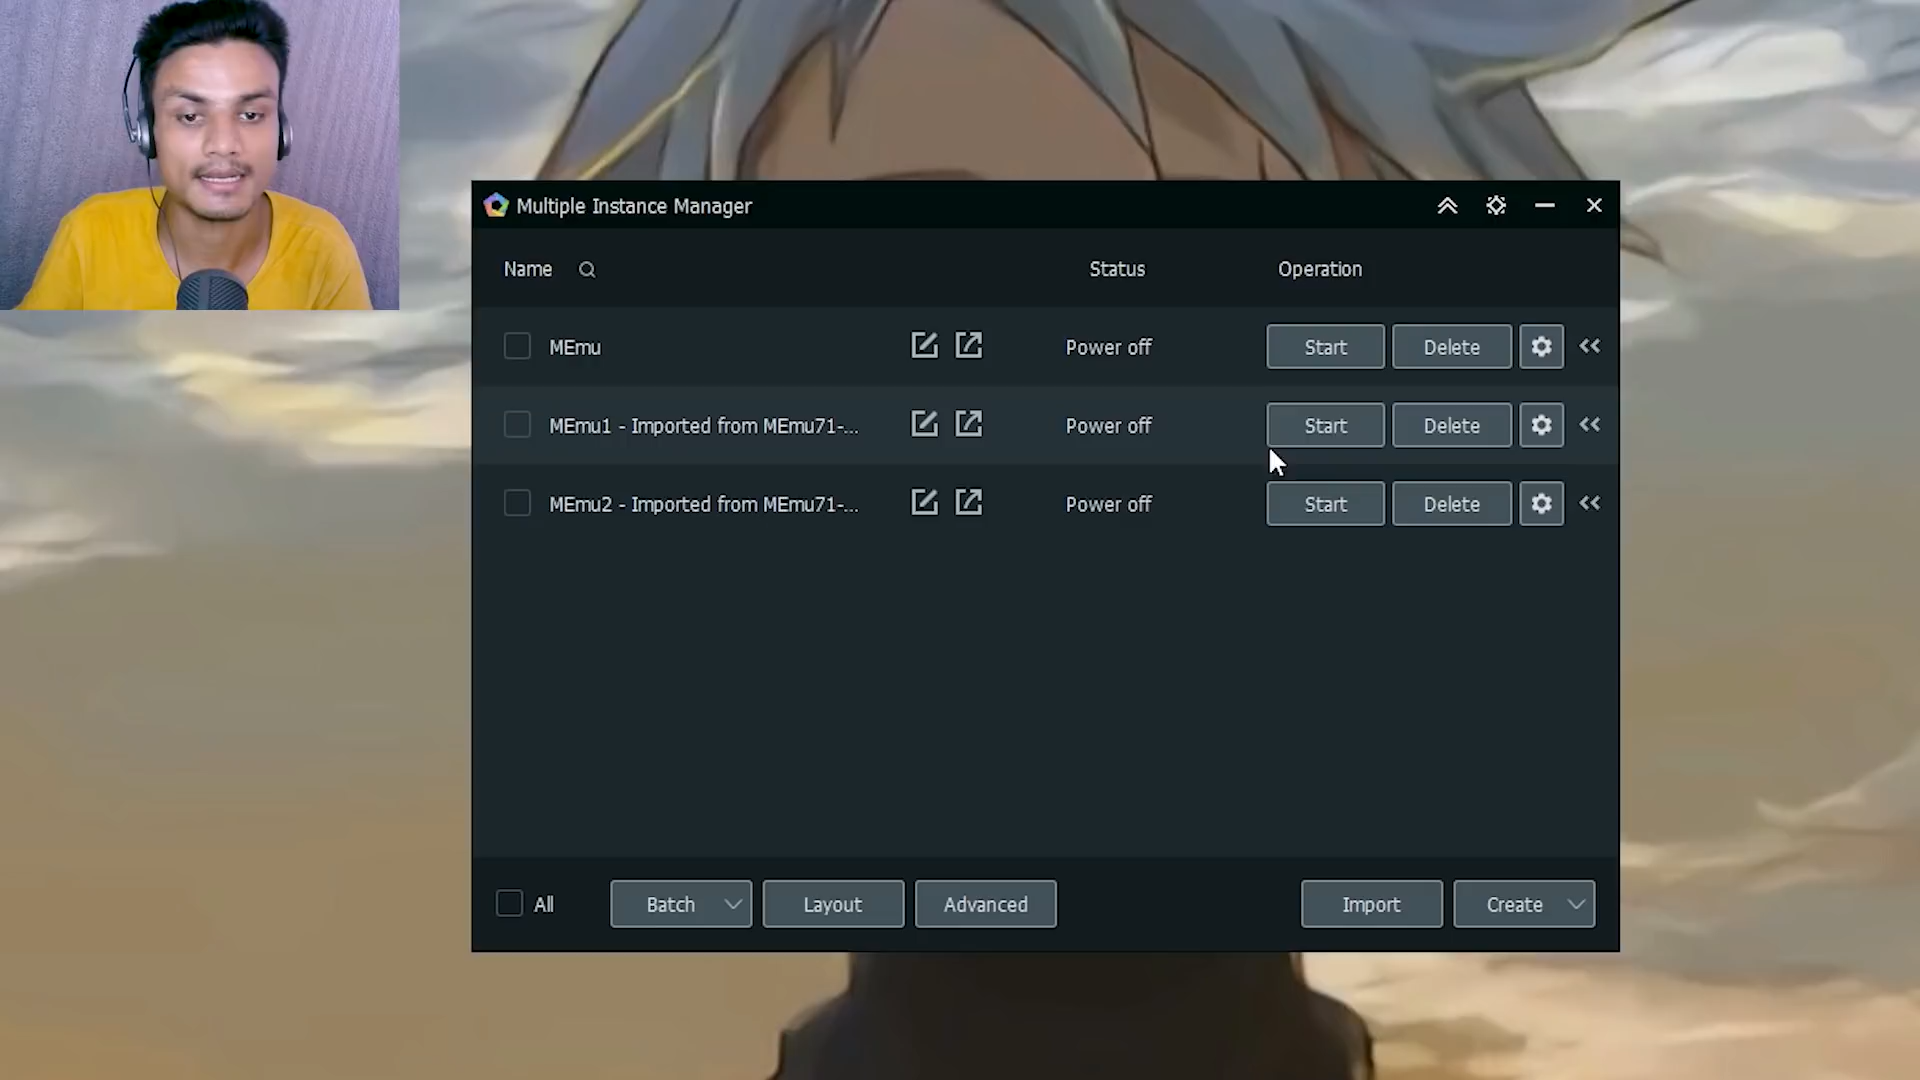 Multiple Instance Manager
Name Status Operation
MEmu Power off Start Delete
MEmu1 - Imported from MEmu71-... Power off Start Delete
MEmu2 - Imported from MEmu71-... Power off Start Delete
All Batch Layout Advanced Import Create